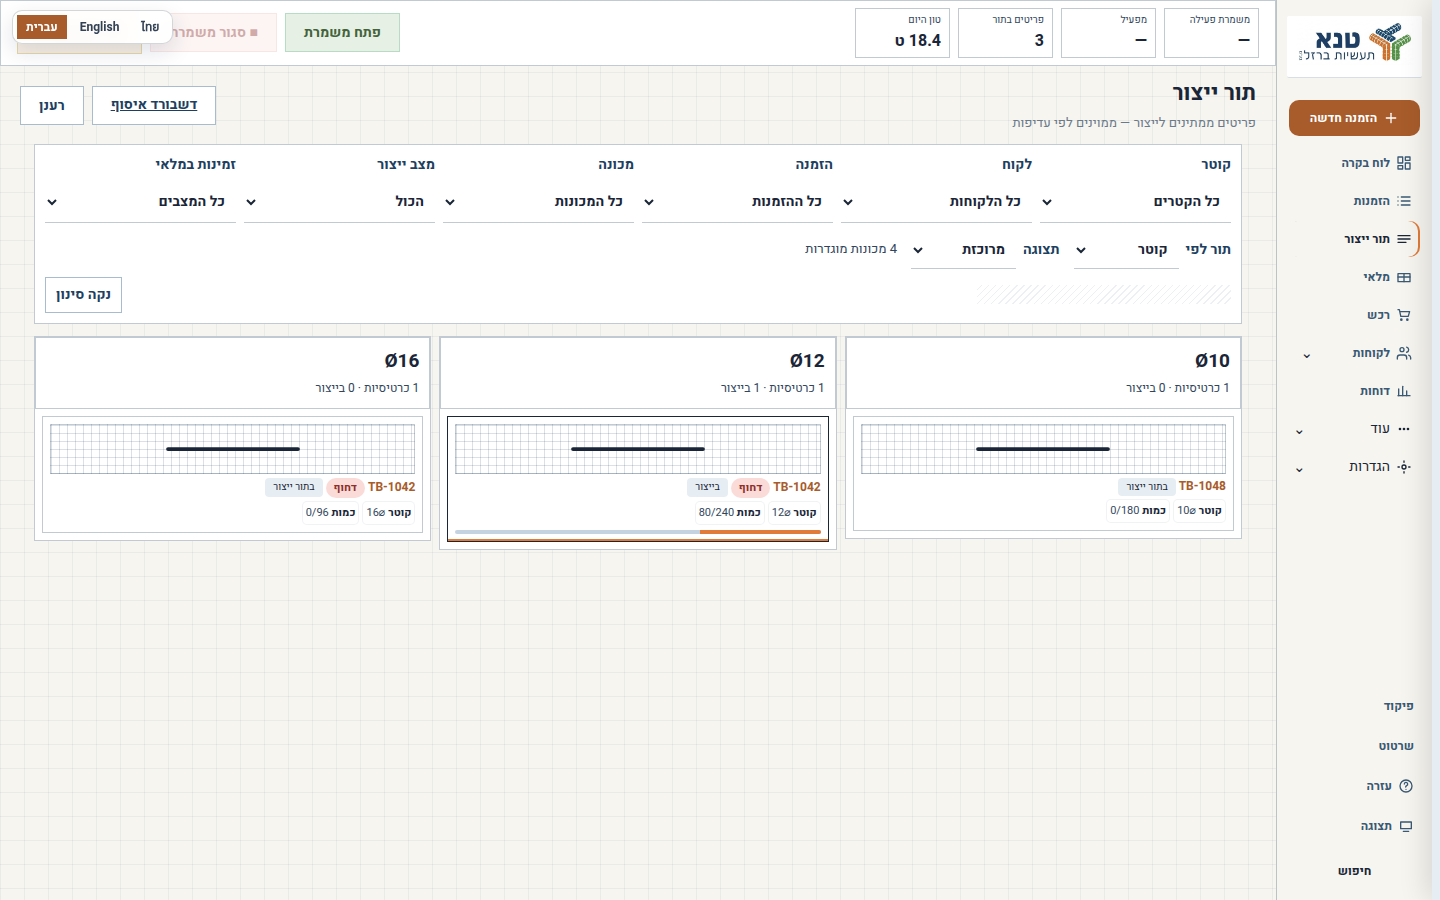 טנא
תעשיות ברזל
הזמנה חדשה
לוח בקרה
הזמנות
תור ייצור
מלאי
רכש
לקוחות
דוחות
עוד
הגדרות
פיקוד
שרטוט
עזרה
תצוגה
חיפוש
משמרת פעילה
—
מפעיל
—
פריטים בתור
3
טון היום
18.4 ט
פתח משמרת
סגור משמרת
עברית English ไทย
תור ייצור
פריטים ממתינים לייצור — ממוינים לפי עדיפות
דשבורד איסוף
רענן
קוטר לקוח הזמנה מכונה מצב ייצור זמינות במלאי
כל הקטרים כל הלקוחות כל ההזמנות כל המכונות הכול כל המצבים
תור לפי קוטר תצוגה מרוכזת 4 מכונות מוגדרות
נקה סינון
Ø10
1 כרטיסיות · 0 בייצור
TB-1048 בתור ייצור
קוטר ⌀10 כמות 0/180
Ø12
1 כרטיסיות · 1 בייצור
TB-1042 דחוף בייצור
קוטר ⌀12 כמות 80/240
Ø16
1 כרטיסיות · 0 בייצור
TB-1042 דחוף בתור ייצור
קוטר ⌀16 כמות 0/96